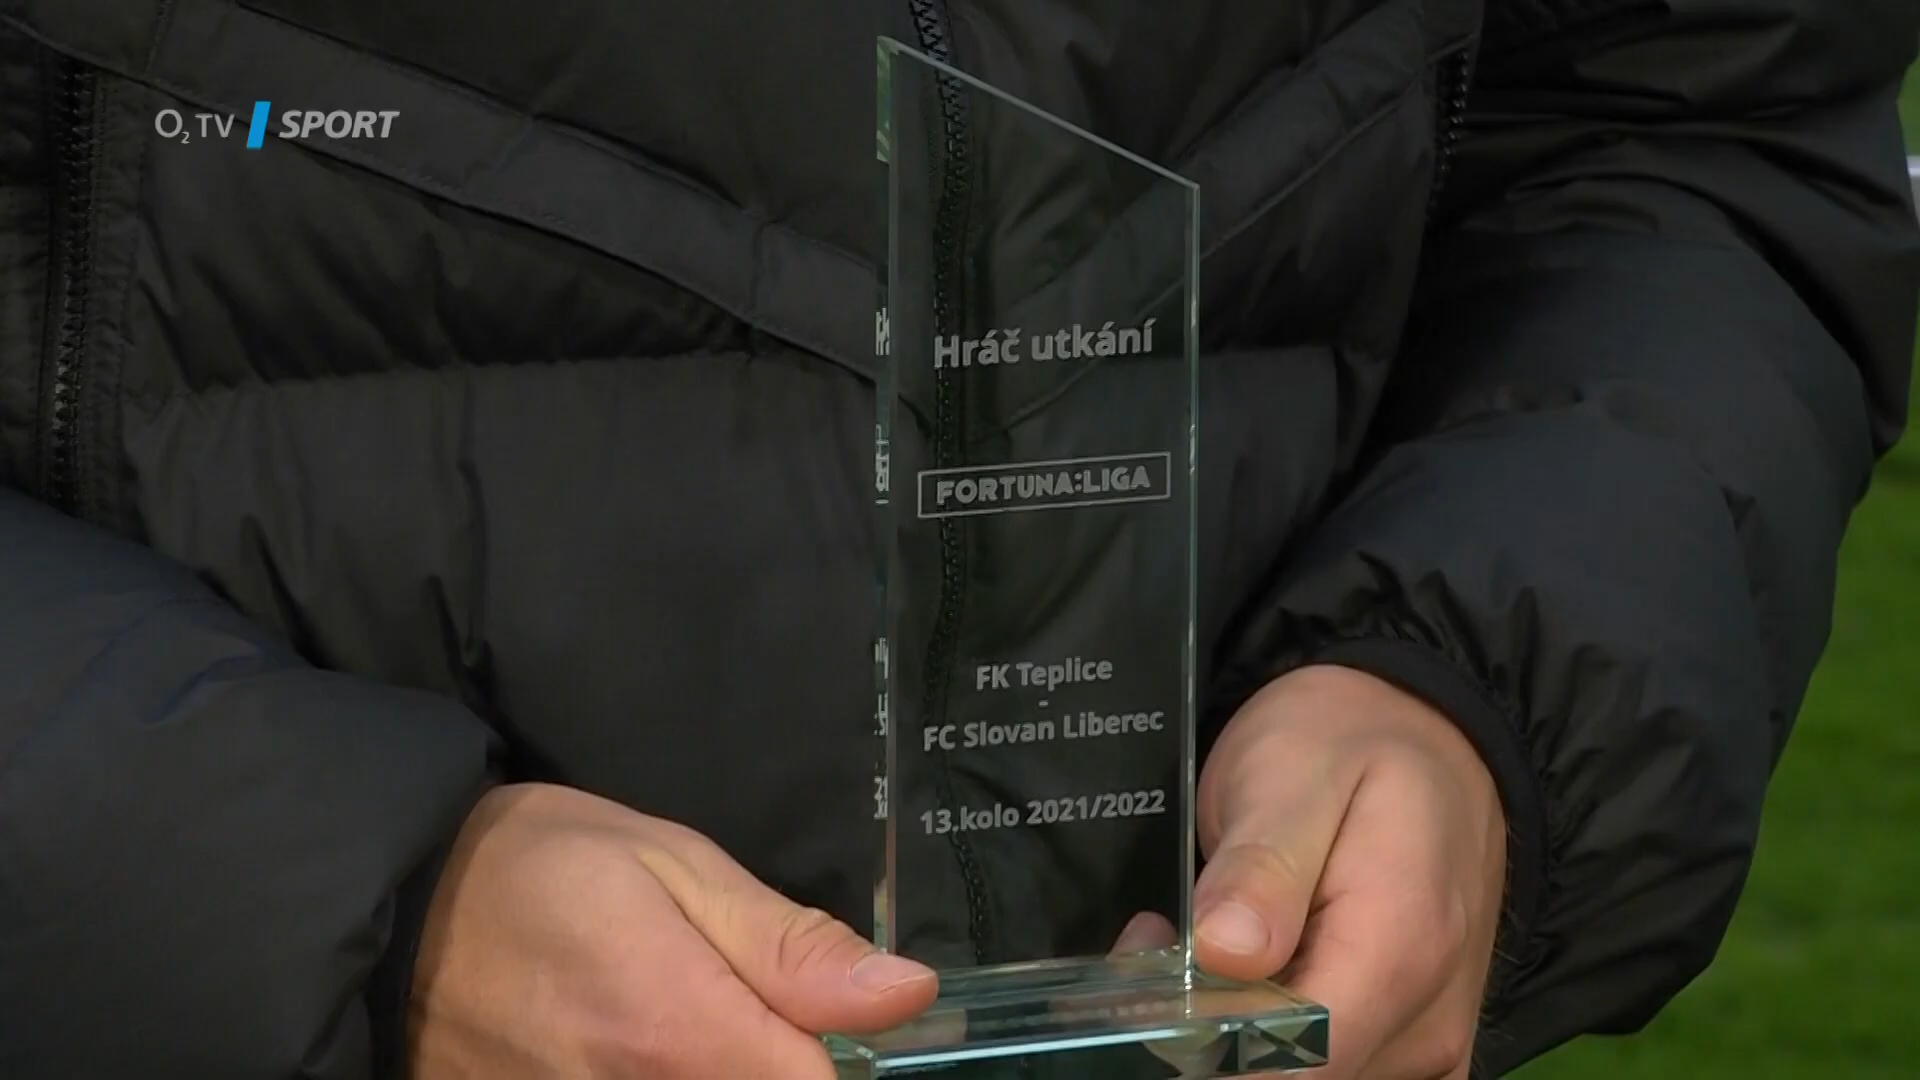 O2 TV SPORT
Hráč utkání
FORTUNA:LIGA
FK Teplice
-
FC Slovan Liberec
13.kolo 2021/2022